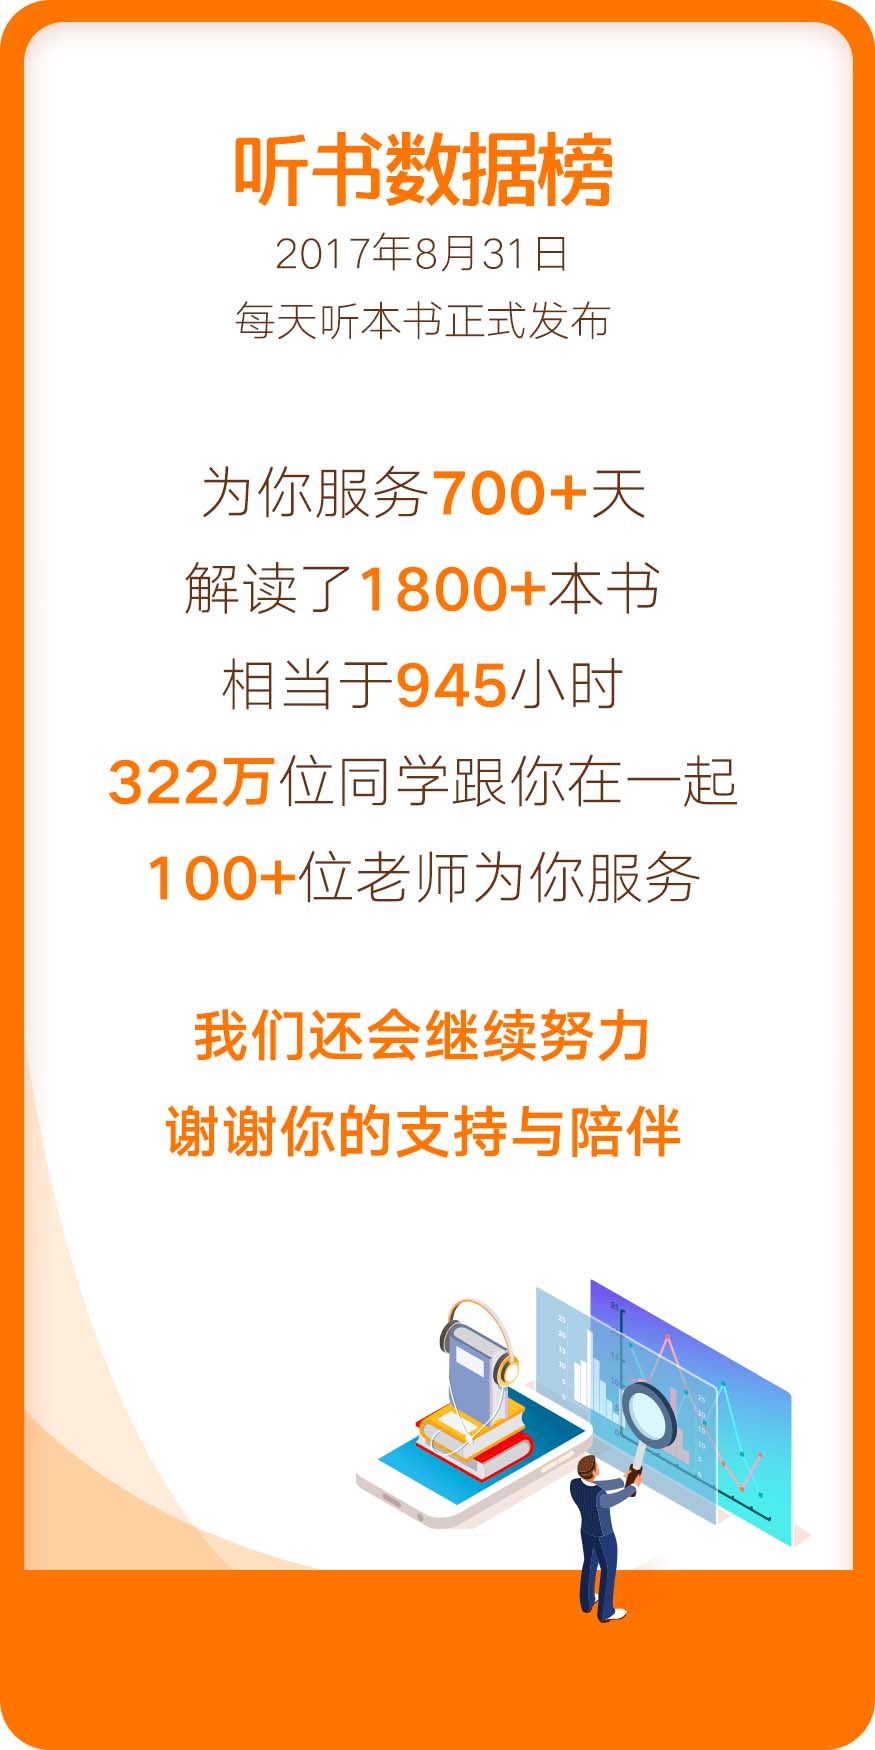 听书数据榜
2017年8月31日
每天听本书正式发布
为你服务700+天
解读了1800+本书
相当于945小时
322万位同学跟你在一起
100+位老师为你服务
我们还会继续努力
谢谢你的支持与陪伴